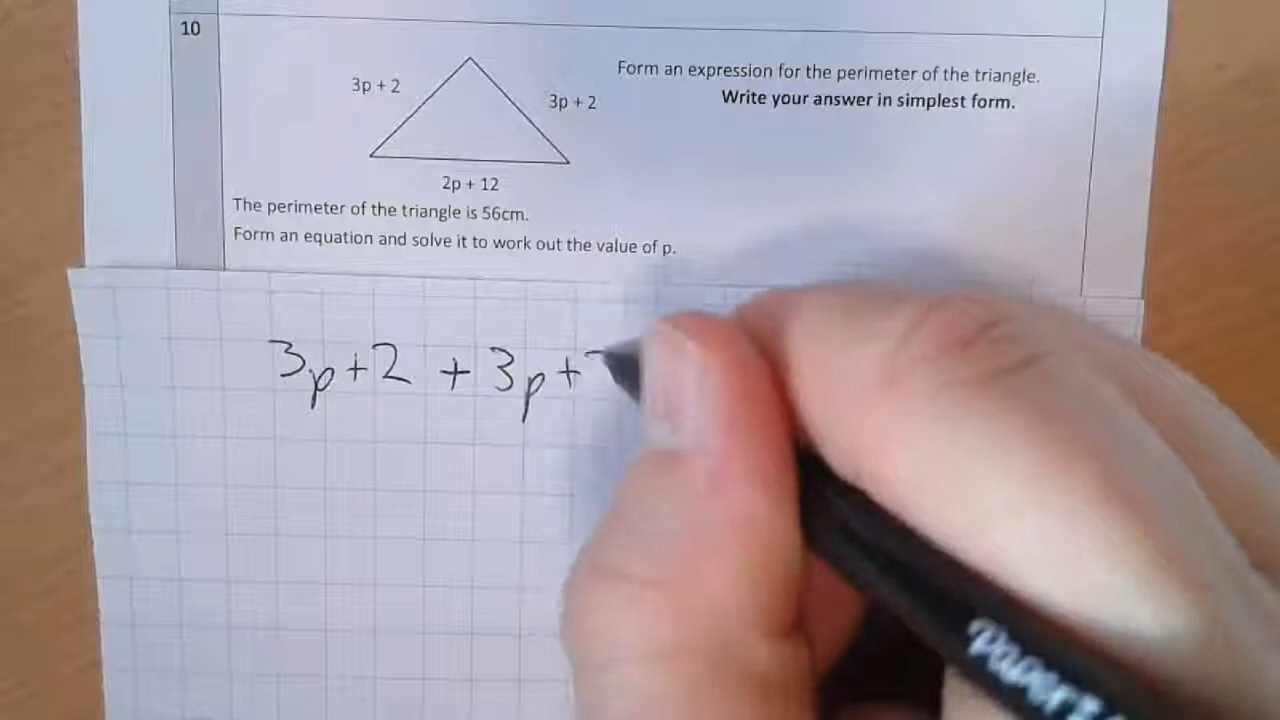 10
Form an expression for the perimeter of the triangle.
Write your answer in simplest form.
3p + 2
3p + 2
2p + 12
The perimeter of the triangle is 56cm.
Form an equation and solve it to work out the value of p.
3p+2 + 3p+